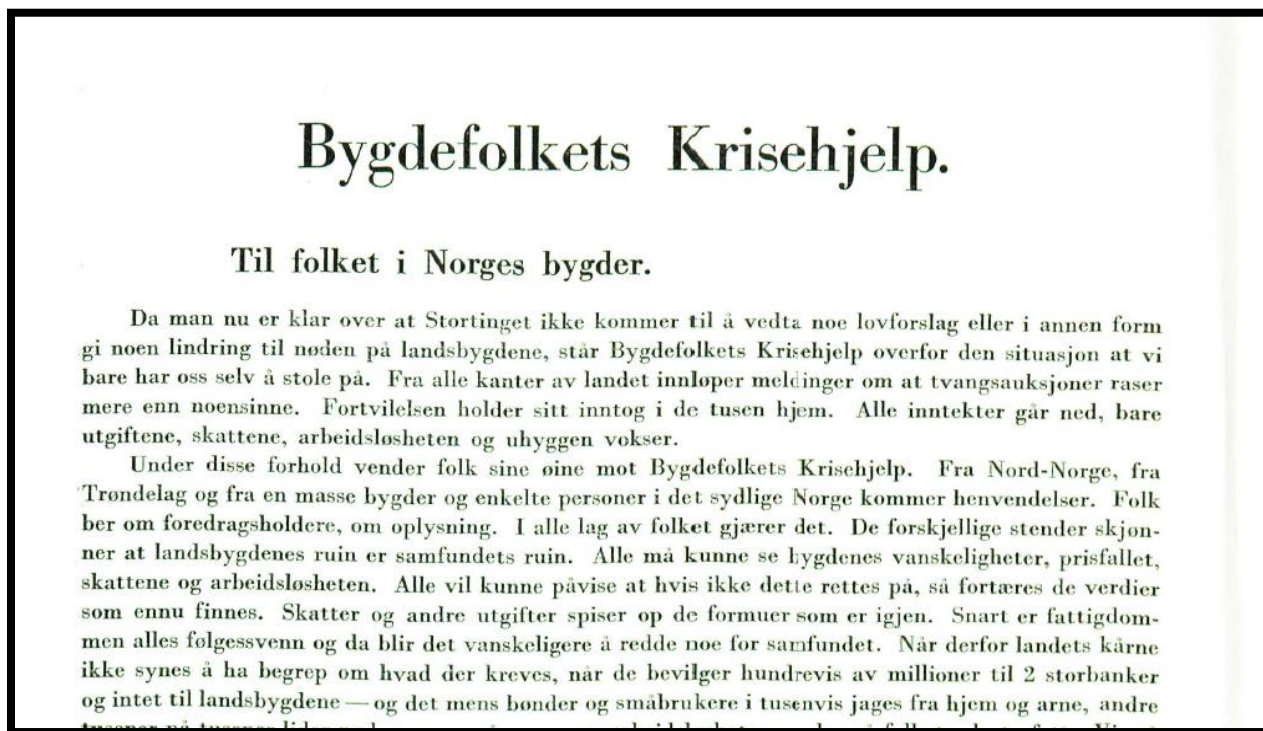 Bygdefolkets Krisehjelp.
Til folket i Norges bygder.
Da man nu er klar over at Stortinget ikke kommer til å vedta noe lovforslag eller i annen form
gi noen lindring til nøden på landsbygdene, står Bygdefolkets Krisehjelp overfor den situasjon at vi
bare har oss selv å stole på. Fra alle kanter av landet innløper meldinger om at tvangsauksjoner raser
mere enn noensinne. Fortvilelsen holder sitt inntog i de tusen hjem. Alle inntekter går ned, bare
utgiftene, skattene, arbeidsløsheten og uhyggen vokser.
Under disse forhold vender folk sine øine mot Bygdefolkets Krisehjelp. Fra Nord-Norge, fra
Trøndelag og fra en masse bygder og enkelte personer i det sydlige Norge kommer henvendelser. Folk
ber om foredragsholdere, om oplysning. I alle lag av folket gjærer det. De forskjellige stender skjøn-
ner at landsbygdenes ruin er samfundets ruin. Alle må kunne se bygdenes vanskeligheter, prisfallet,
skattene og arbeidsløsheten. Alle vil kunne påvise at hvis ikke dette rettes på, så fortæres de verdier
som ennu finnes. Skatter og andre utgifter spiser op de formuer som er igjen. Snart er fattigdom-
men alles følgessvenn og da blir det vanskeligere å redde noe for samfundet. Når derfor landets kårne
ikke synes å ha begrep om hvad der kreves, når de bevilger hundrevis av millioner til 2 storbanker
og intet til landsbygdene — og det mens bønder og småbrukere i tusenvis jages fra hjem og arne, andre